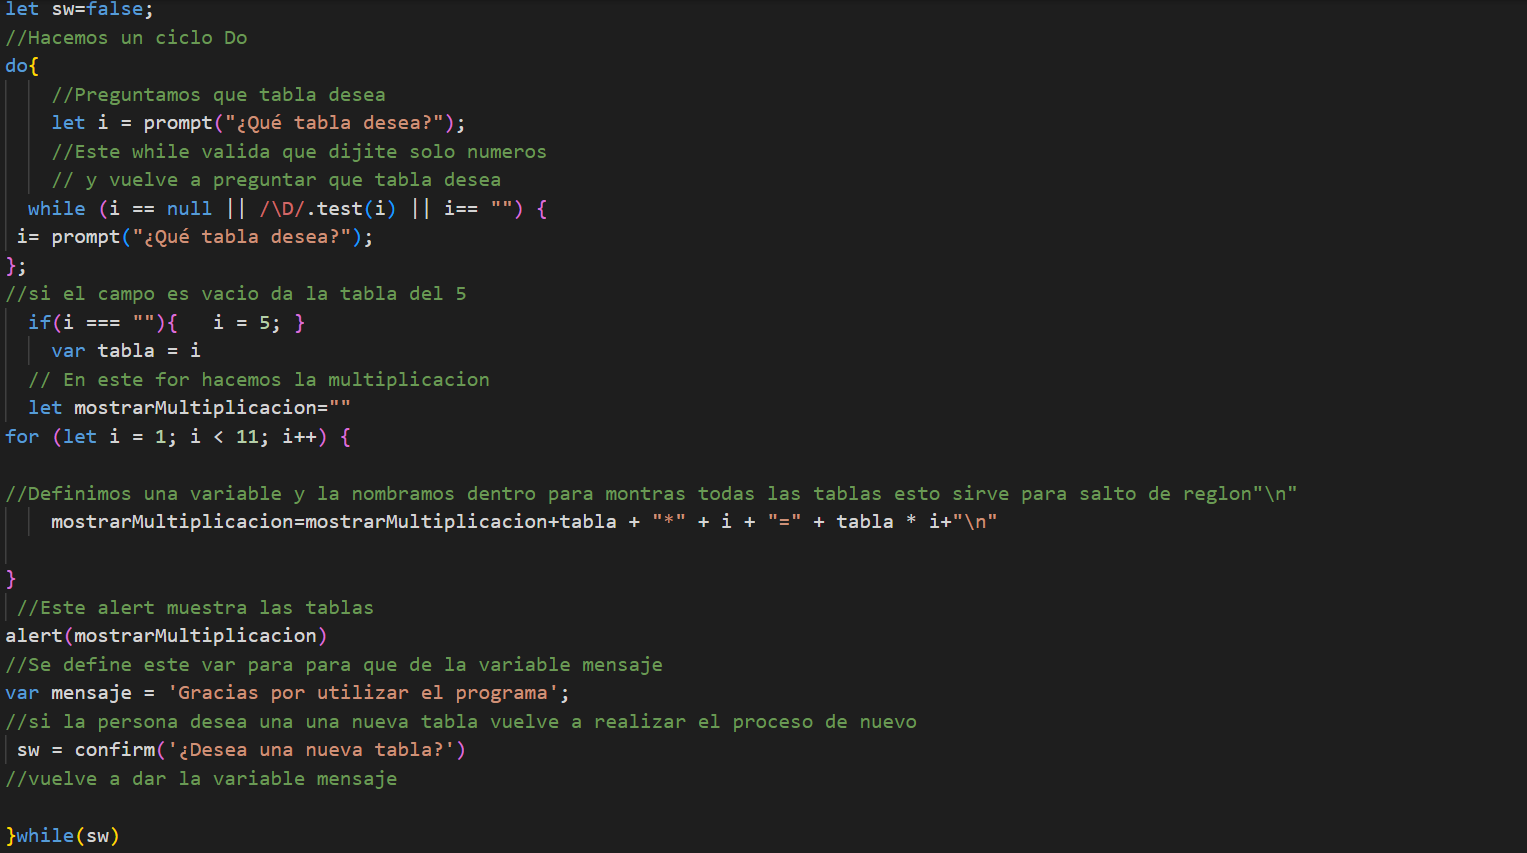 let sw=false;
//Hacemos un ciclo Do
do{
//Preguntamos que tabla desea
let i = prompt("¿Qué tabla desea?");
//Este while valida que dijite solo numeros
// y vuelve a preguntar que tabla desea
while (i == null || /\D/.test(i) || i== "") {
i= prompt("¿Qué tabla desea?");
};
//si el campo es vacio da la tabla del 5
if(i === ""){   i = 5; }
var tabla = i
// En este for hacemos la multiplicacion
let mostrarMultiplicacion=""
for (let i = 1; i < 11; i++) {
//Definimos una variable y la nombramos dentro para montras todas las tablas esto sirve para salto de reglon"\n"
mostrarMultiplicacion=mostrarMultiplicacion+tabla + "*" + i + "=" + tabla * i+"\n"
}
//Este alert muestra las tablas
alert(mostrarMultiplicacion)
//Se define este var para para que de la variable mensaje
var mensaje = 'Gracias por utilizar el programa';
//si la persona desea una una nueva tabla vuelve a realizar el proceso de nuevo
sw = confirm('¿Desea una nueva tabla?')
//vuelve a dar la variable mensaje
}while(sw)